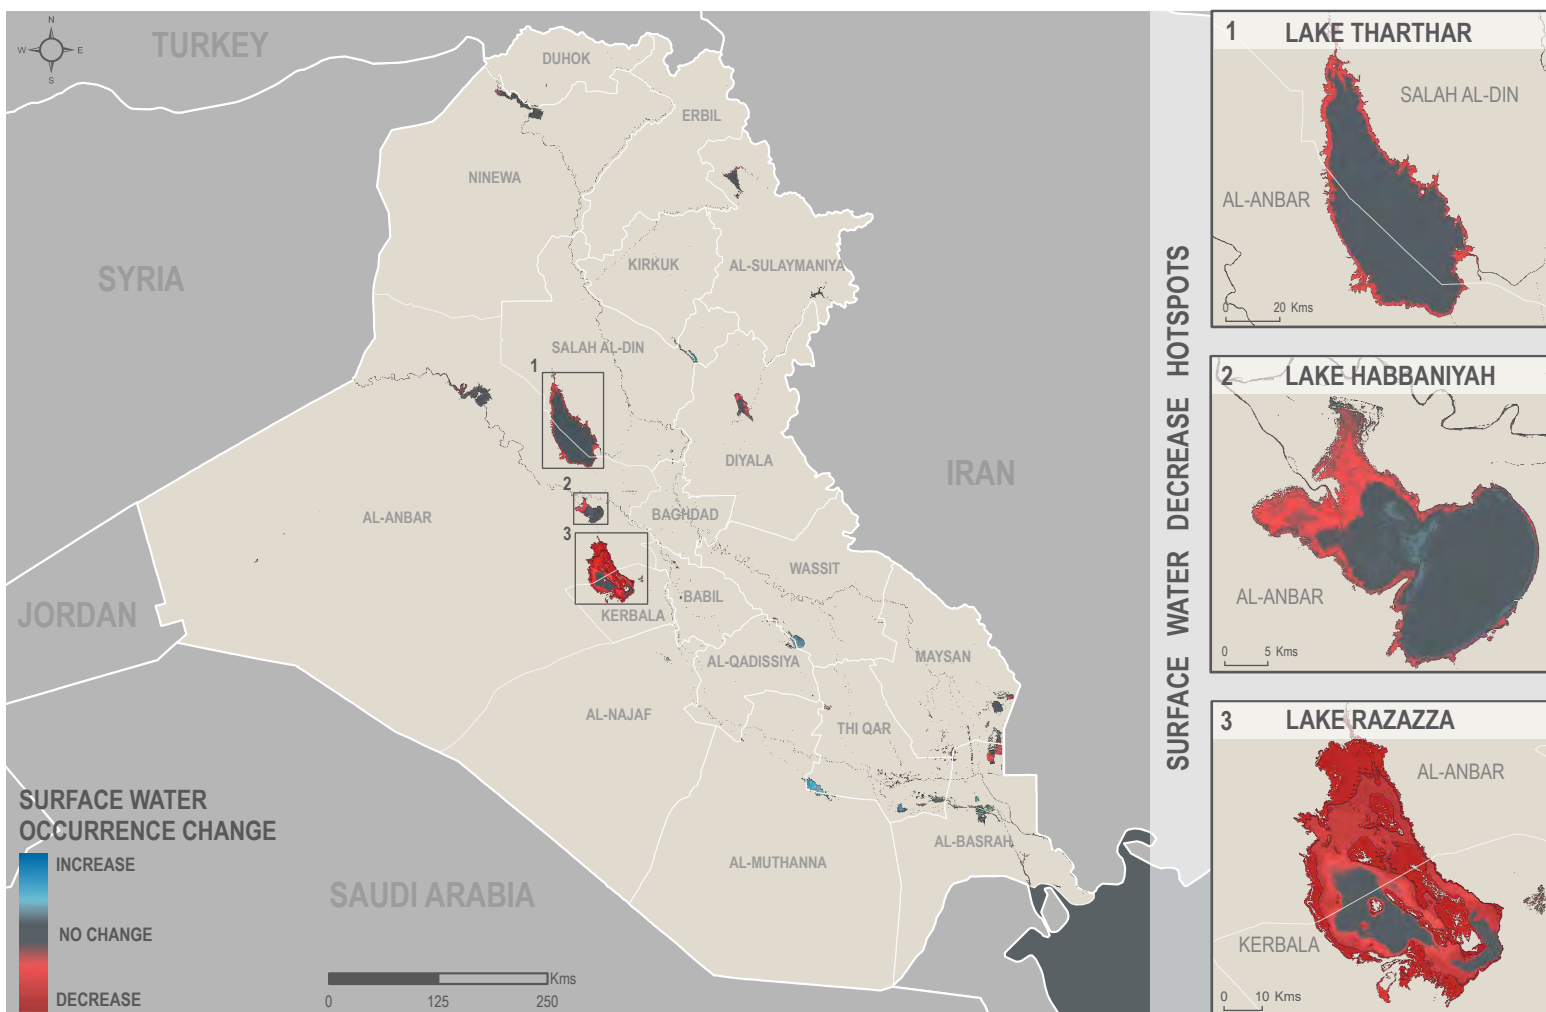 N
W
E
S
TURKEY
SYRIA
JORDAN
IRAN
SAUDI ARABIA
DUHOK
ERBIL
NINEWA
KIRKUK
AL-SULAYMANIYA
SALAH AL-DIN
1
DIYALA
2
AL-ANBAR
BAGHDAD
3
WASSIT
BABIL
KERBALA
AL-QADISSIYA
MAYSAN
AL-NAJAF
THI QAR
AL-MUTHANNA
AL-BASRAH
SURFACE WATER
OCCURRENCE CHANGE
INCREASE
NO CHANGE
DECREASE
Kms
0
125
250
SURFACE WATER DECREASE HOTSPOTS
1 LAKE THARTHAR
SALAH AL-DIN
AL-ANBAR
0 20 Kms
2 LAKE HABBANIYAH
AL-ANBAR
0 5 Kms
3 LAKE RAZAZZA
AL-ANBAR
KERBALA
0 10 Kms